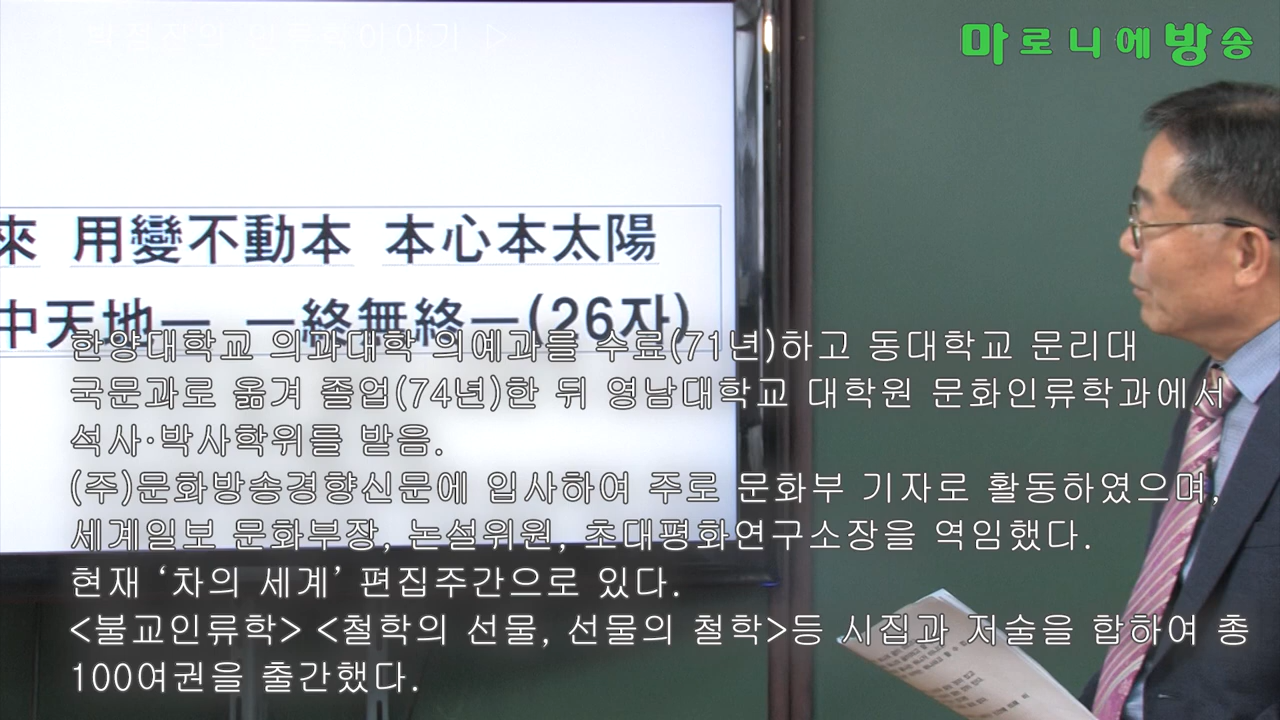 이야기
마로니에방송
來 用變不動本 本心本太陽
中天地一 一終無終一(26자)
한양대학교 의과대학 의예과를 수료(71년)하고 동대학교 문리대
국문과로 옮겨 졸업(74년)한 뒤 영남대학교 대학원 문화인류학과에서
석사·박사학위를 받음.
(주)문화방송경향신문에 입사하여 주로 문화부 기자로 활동하였으며,
세계일보 문화부장, 논설위원, 초대평화연구소장을 역임했다.
현재 ‘차의 세계’ 편집주간으로 있다.
<불교인류학> <철학의 선물, 선물의 철학>등 시집과 저술을 합하여 총
100여권을 출간했다.